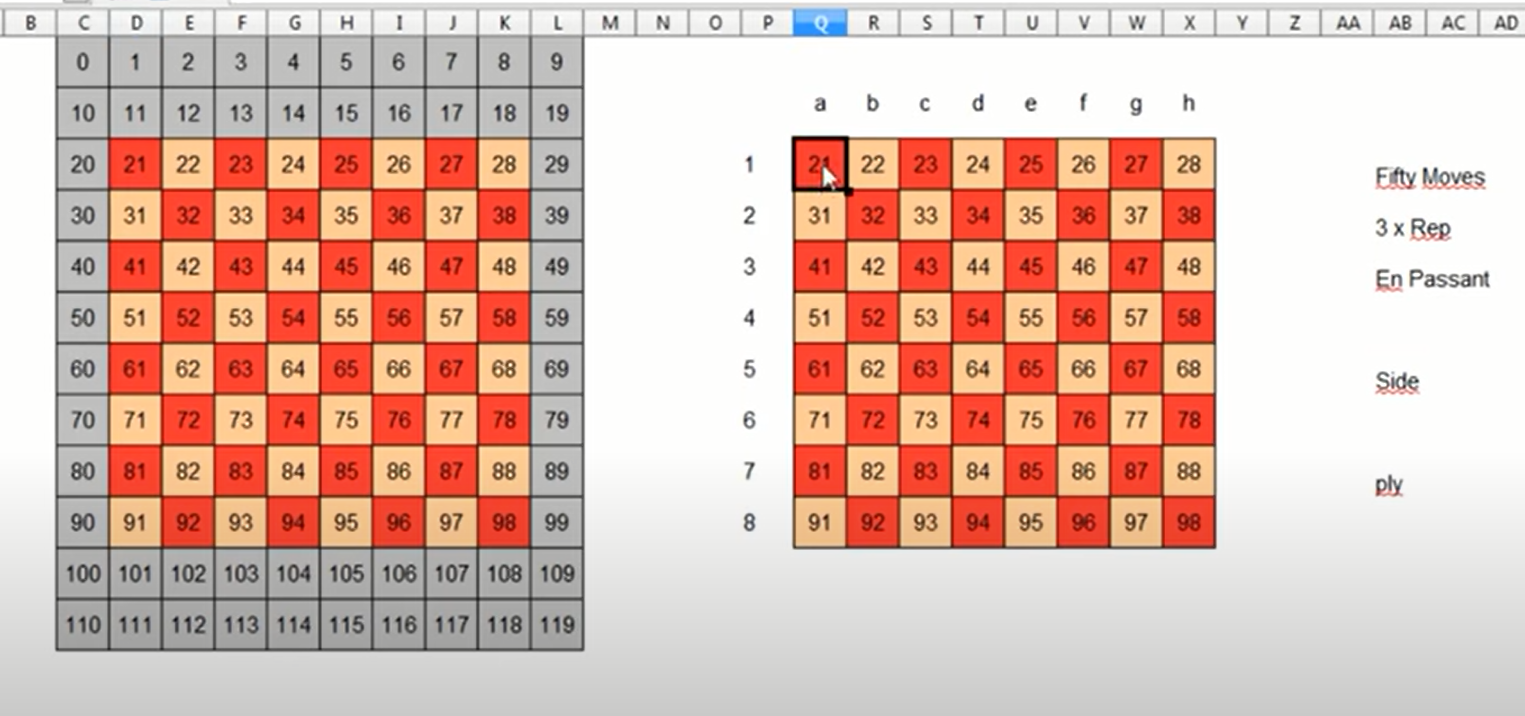 B C D E F G H I J K L M N O P Q R S T U V W X Y Z AA AB AC AD
0 1 2 3 4 5 6 7 8 9
10 11 12 13 14 15 16 17 18 19 a b c d e f g h
20 21 22 23 24 25 26 27 28 29 1 21 22 23 24 25 26 27 28 Fifty Moves
30 31 32 33 34 35 36 37 38 39 2 31 32 33 34 35 36 37 38 3 x Rep
40 41 42 43 44 45 46 47 48 49 3 41 42 43 44 45 46 47 48 En Passant
50 51 52 53 54 55 56 57 58 59 4 51 52 53 54 55 56 57 58
60 61 62 63 64 65 66 67 68 69 5 61 62 63 64 65 66 67 68 Side
70 71 72 73 74 75 76 77 78 79 6 71 72 73 74 75 76 77 78
80 81 82 83 84 85 86 87 88 89 7 81 82 83 84 85 86 87 88 ply
90 91 92 93 94 95 96 97 98 99 8 91 92 93 94 95 96 97 98
100 101 102 103 104 105 106 107 108 109
110 111 112 113 114 115 116 117 118 119